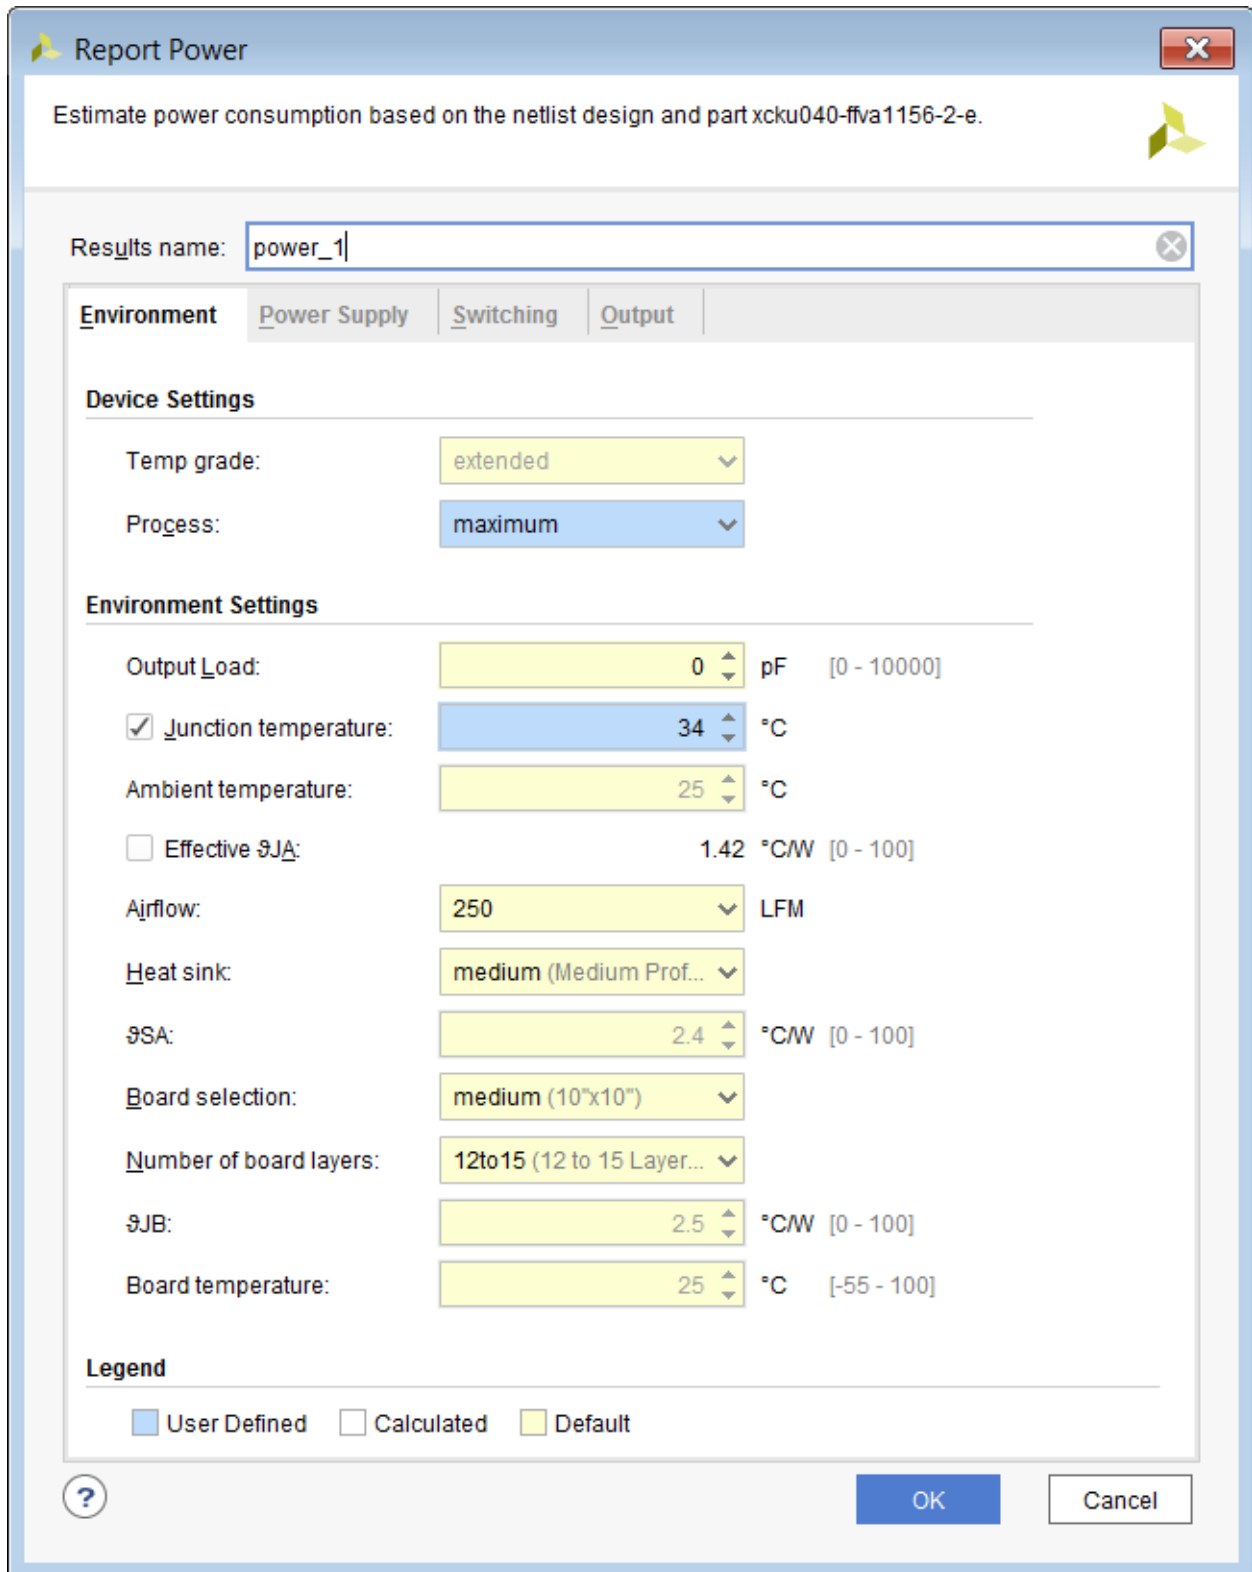 Report Power
Estimate power consumption based on the netlist design and part xcku040-ffva1156-2-e.
Results name: power_1
Environment Power Supply Switching Output
Device Settings
Temp grade: extended
Process: maximum
Environment Settings
Output Load: 0 pF [0 - 10000]
Junction temperature: 34 °C
Ambient temperature: 25 °C
Effective ϑJA: 1.42 °C/W [0 - 100]
Airflow: 250 LFM
Heat sink: medium (Medium Prof...
ϑSA: 2.4 °C/W [0 - 100]
Board selection: medium (10"x10")
Number of board layers: 12to15 (12 to 15 Layer...
ϑJB: 2.5 °C/W [0 - 100]
Board temperature: 25 °C [-55 - 100]
Legend
User Defined Calculated Default
? OK Cancel